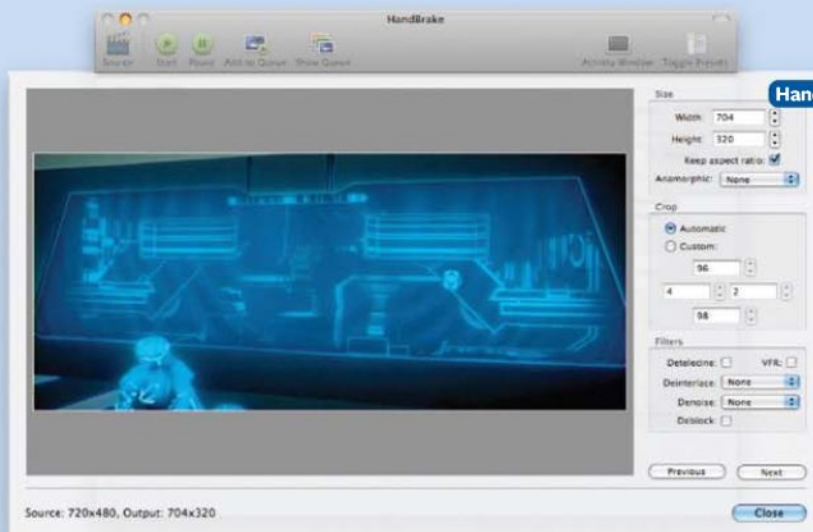 HandBrake
Source Start Pause Add to Queue Show Queue Activity Window Toggle Presets
Hand
Size
Width: 704
Height: 320
Keep aspect ratio:
Anamorphic: None
Crop
Automatic
Custom:
96
4 2
98
Filters
Detelecine: VFR:
Deinterlace: None
Denoise: None
Deblock:
Previous Next
Source: 720x480, Output: 704x320
Close